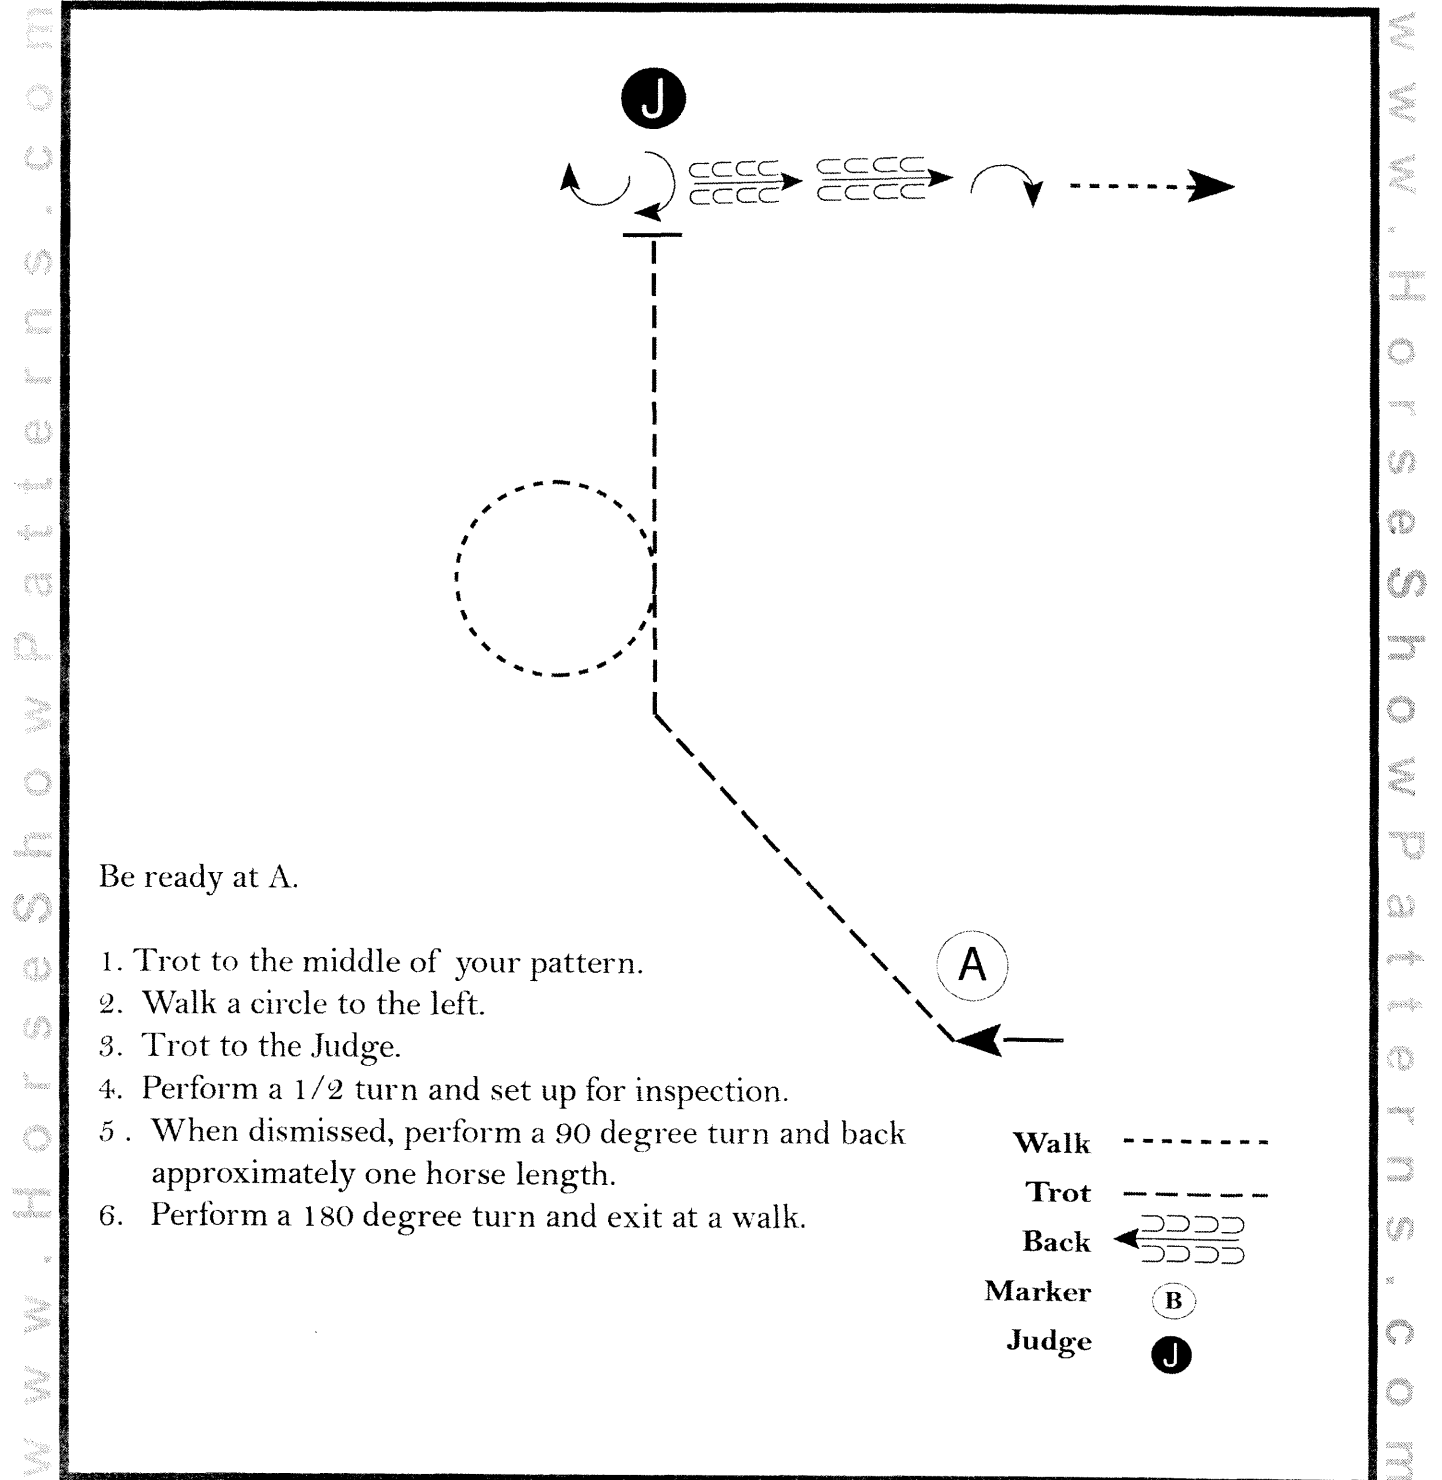 www.HorseShowPatterns.com
www.HorseShowPatterns.com
J
A
Be ready at A.
1. Trot to the middle of your pattern.
2. Walk a circle to the left.
3. Trot to the Judge.
4. Perform a 1/2 turn and set up for inspection.
5 . When dismissed, perform a 90 degree turn and back
approximately one horse length.
6. Perform a 180 degree turn and exit at a walk.
Walk
Trot
Back
Marker B
Judge J